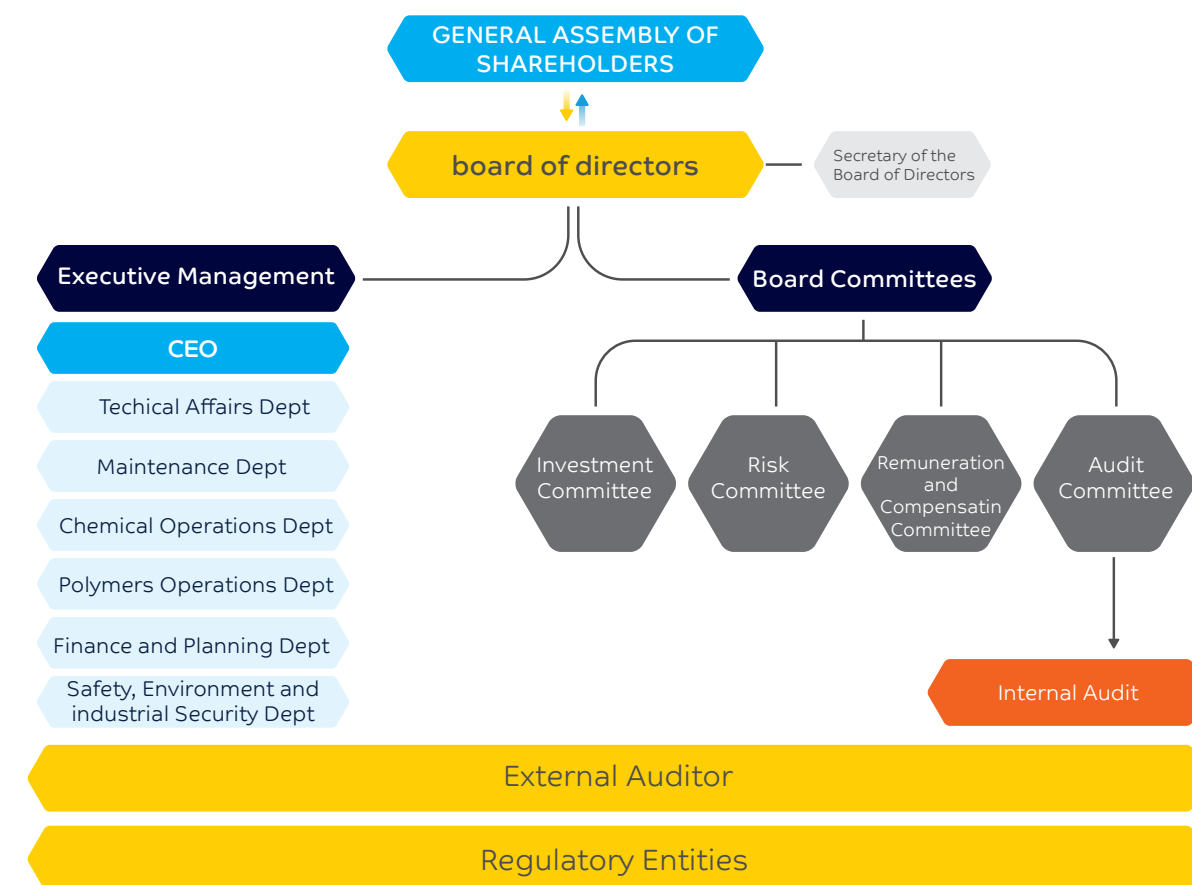 GENERAL ASSEMBLY OF
SHAREHOLDERS
board of directors
Secretary of the
Board of Directors
Executive Management
Board Committees
CEO
Techical Affairs Dept
Maintenance Dept
Chemical Operations Dept
Polymers Operations Dept
Finance and Planning Dept
Safety, Environment and
industrial Security Dept
Investment
Committee
Risk
Committee
Remuneration
and
Compensatin
Committee
Audit
Committee
Internal Audit
External Auditor
Regulatory Entities